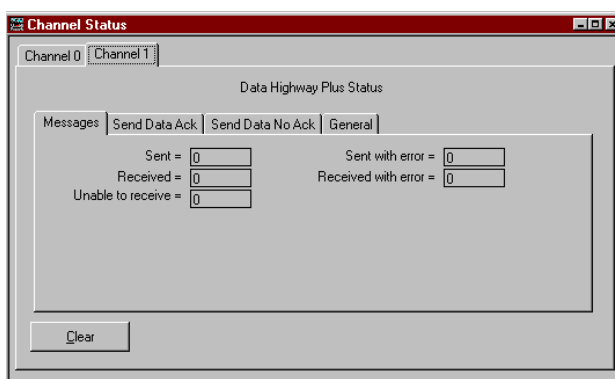 Channel Status
Channel 0 Channel 1
Data Highway Plus Status
Messages Send Data Ack Send Data No Ack General
Sent = 0 Sent with error = 0
Received = 0 Received with error = 0
Unable to receive = 0
Clear